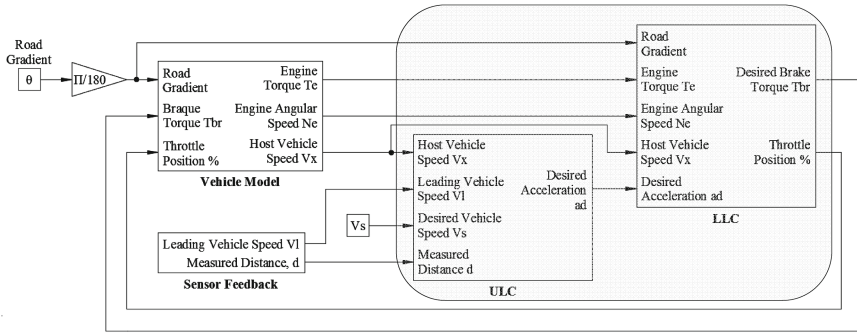 Road
Gradient
θ
Π/180
Road
Gradient
Braque
Torque Tbr
Throttle
Position %
Engine
Torque Te
Engine Angular
Speed Ne
Host Vehicle
Speed Vx
Vehicle Model
Leading Vehicle Speed Vl
Measured Distance, d
Sensor Feedback
Vs
Host Vehicle
Speed Vx
Leading Vehicle
Speed Vl
Desired Vehicle
Speed Vs
Measured
Distance d
Desired
Acceleration
ad
ULC
Road
Gradient
Engine
Torque Te
Engine Angular
Speed Ne
Host Vehicle
Speed Vx
Desired
Acceleration ad
Desired Brake
Torque Tbr
Throttle
Position %
LLC